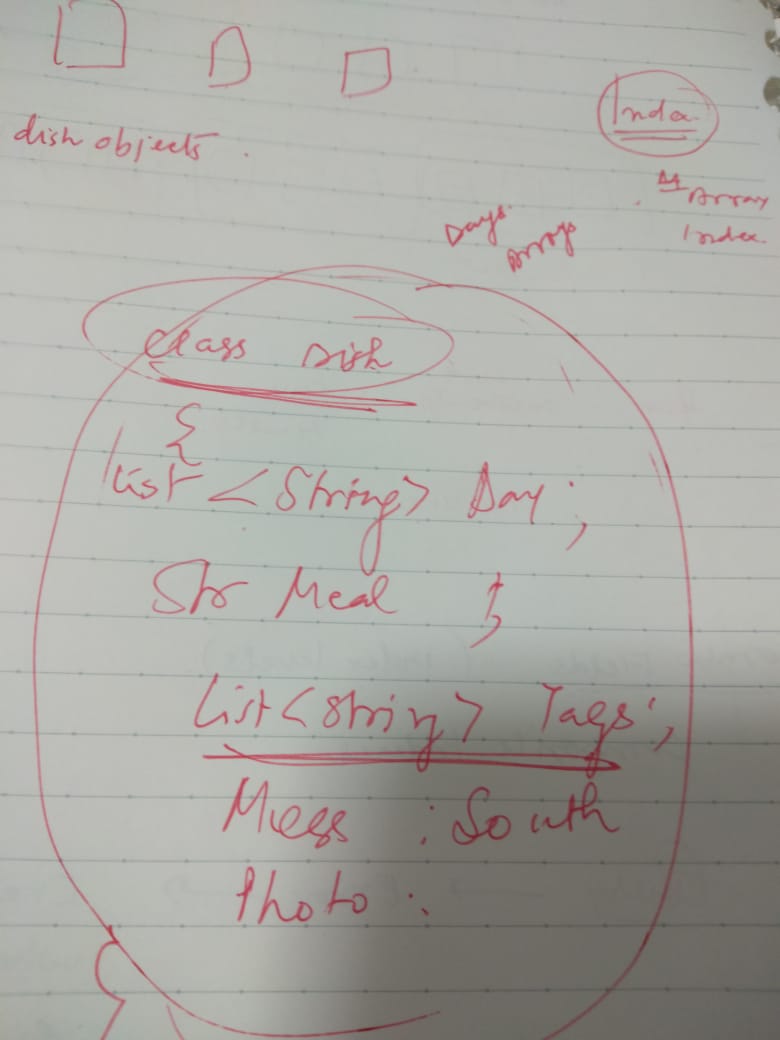 Index
dish objects.
As Array
Index
Days
Arrays
Class Dish
{
List <String> Day ;
Str Meal ;
List<String> Tags ;
Mess : South
Photo :
}